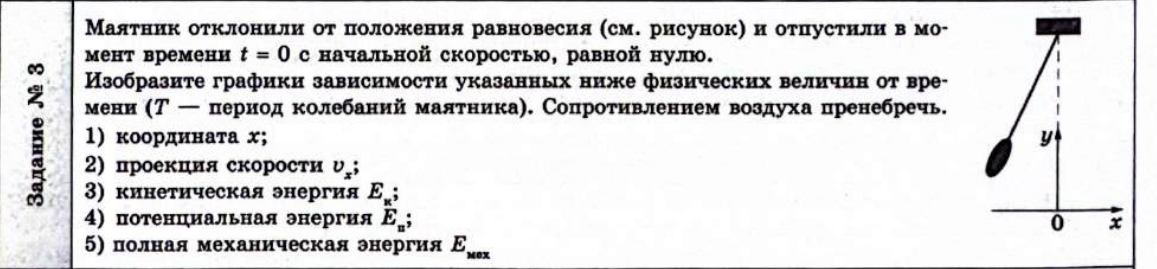 Задание № 3
Маятник отклонили от положения равновесия (см. рисунок) и отпустили в мо-
мент времени t = 0 с начальной скоростью, равной нулю.
Изобразите графики зависимости указанных ниже физических величин от вре-
мени (T — период колебаний маятника). Сопротивлением воздуха пренебречь.
1) координата x;
2) проекция скорости vₓ;
3) кинетическая энергия Eк;
4) потенциальная энергия Eп;
5) полная механическая энергия Eмех
y
0
x